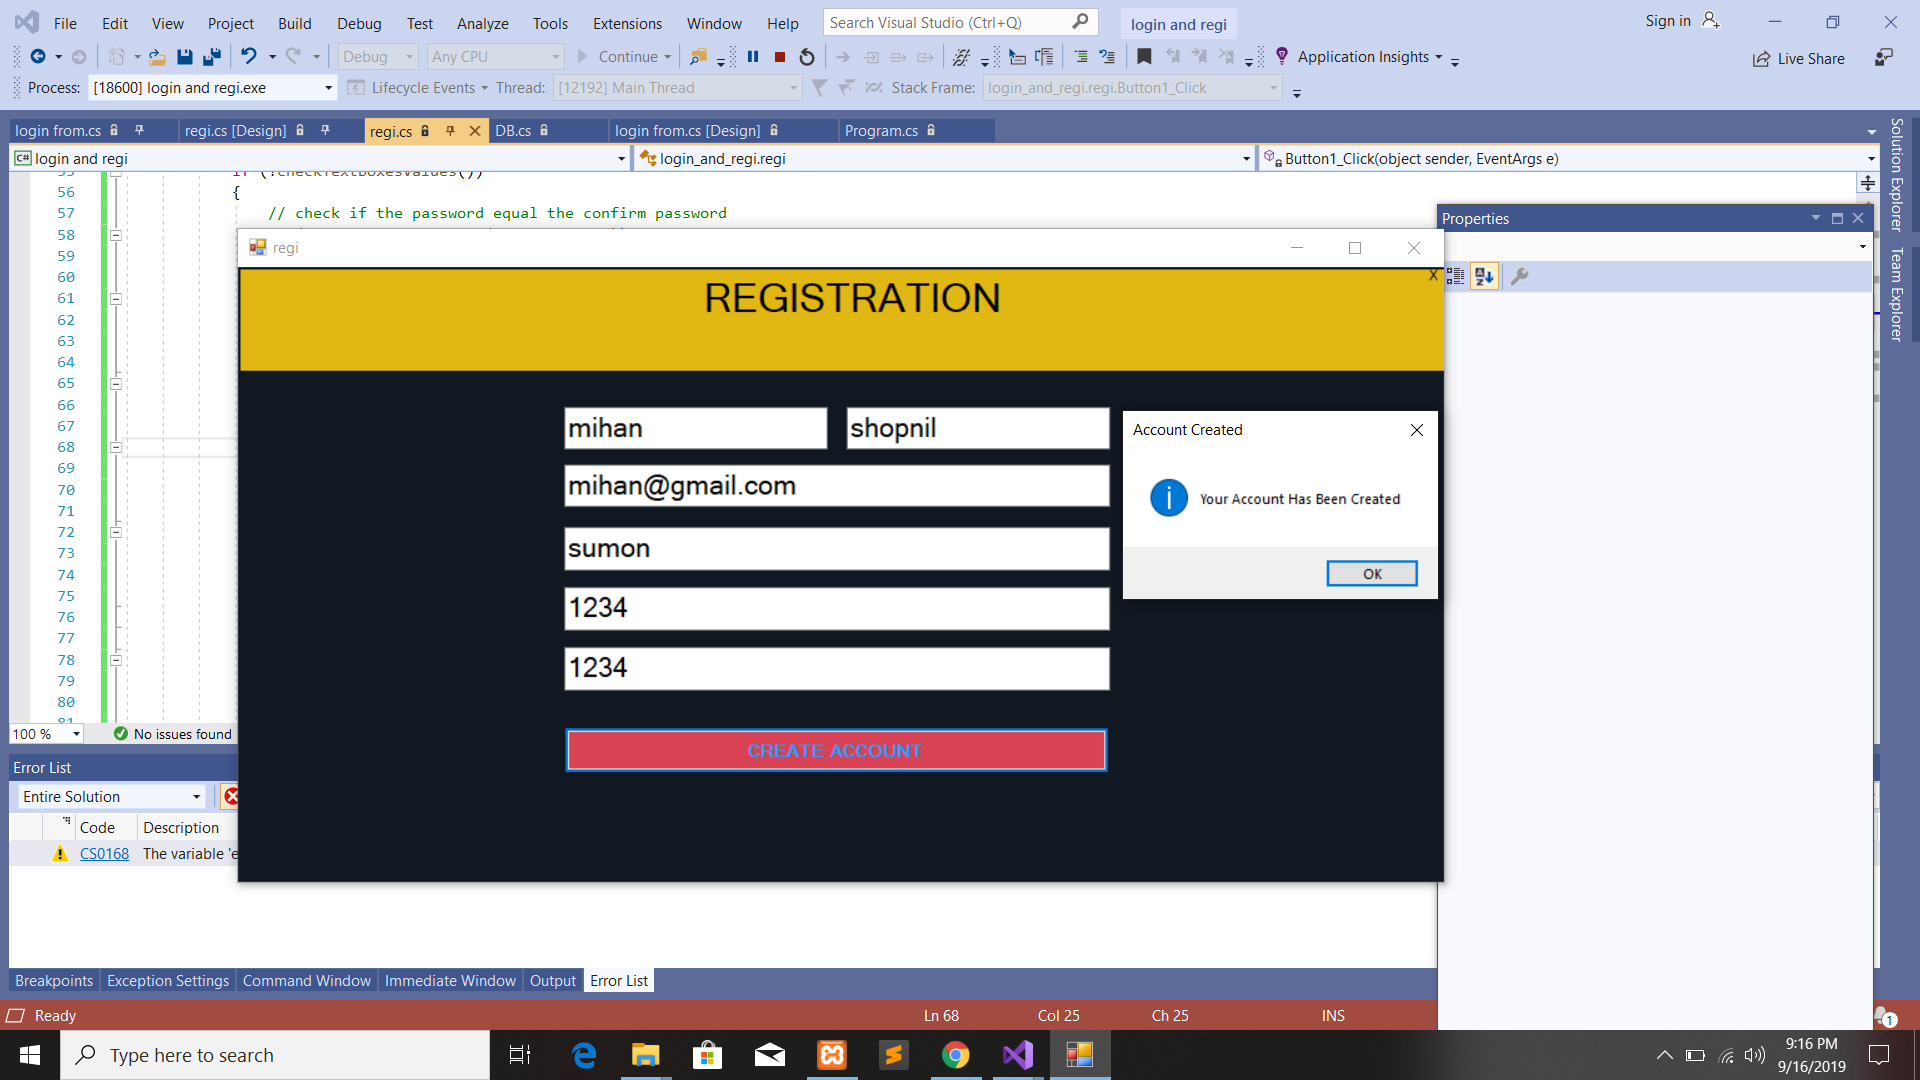 File Edit View Project Build Debug Test Analyze Tools Extensions Window Help Search Visual Studio (Ctrl+Q) login and regi Sign in
Debug Any CPU Continue Application Insights Live Share
Process: [18600] login and regi.exe Lifecycle Events Thread: [12192] Main Thread Stack Frame: login_and_regi.regi.Button1_Click
login from.cs regi.cs [Design] regi.cs DB.cs login from.cs [Design] Program.cs
C# login and regi login_and_regi.regi Button1_Click(object sender, EventArgs e)
55 if (!checkTextBoxesValues())
56 {
57 // check if the password equal the confirm password
58
59
60
61
62
63
64
65
66
67
68
69
70
71
72
73
74
75
76
77
78
79
80
81
regi
X
REGISTRATION
mihan shopnil
mihan@gmail.com
sumon
1234
1234
CREATE ACCOUNT
Account Created
i Your Account Has Been Created
OK
Properties
Solution Explorer
Team Explorer
100 % No issues found
Error List
Entire Solution
Code Description
CS0168 The variable 'e
Breakpoints Exception Settings Command Window Immediate Window Output Error List
Ready Ln 68 Col 25 Ch 25 INS 1
Type here to search
9:16 PM
9/16/2019